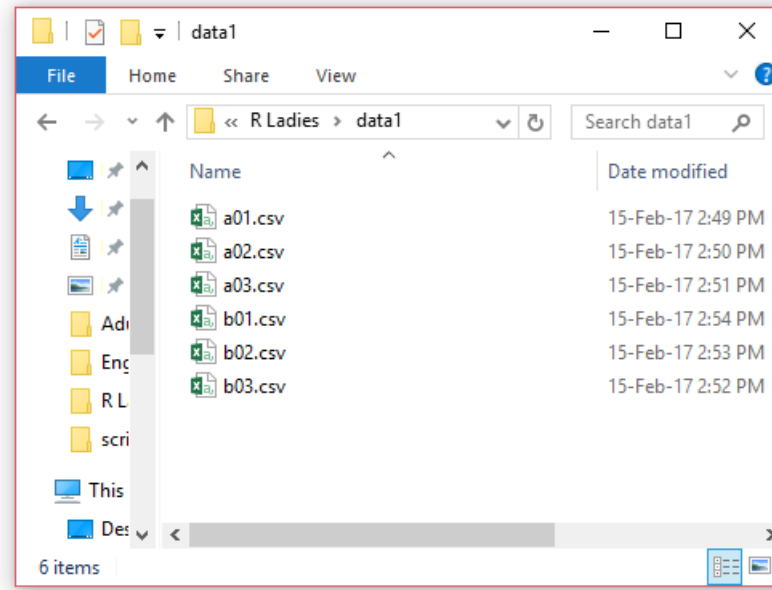 data1
File Home Share View
« R Ladies > data1 Search data1
Name Date modified
a01.csv 15-Feb-17 2:49 PM
a02.csv 15-Feb-17 2:50 PM
a03.csv 15-Feb-17 2:51 PM
b01.csv 15-Feb-17 2:54 PM
b02.csv 15-Feb-17 2:53 PM
b03.csv 15-Feb-17 2:52 PM
Eng
R L
scri
This
Des
6 items